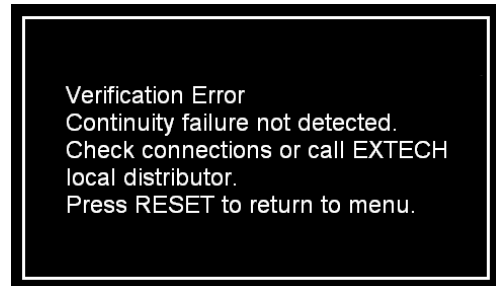 Verification Error
Continuity failure not detected.
Check connections or call EXTECH
local distributor.
Press RESET to return to menu.